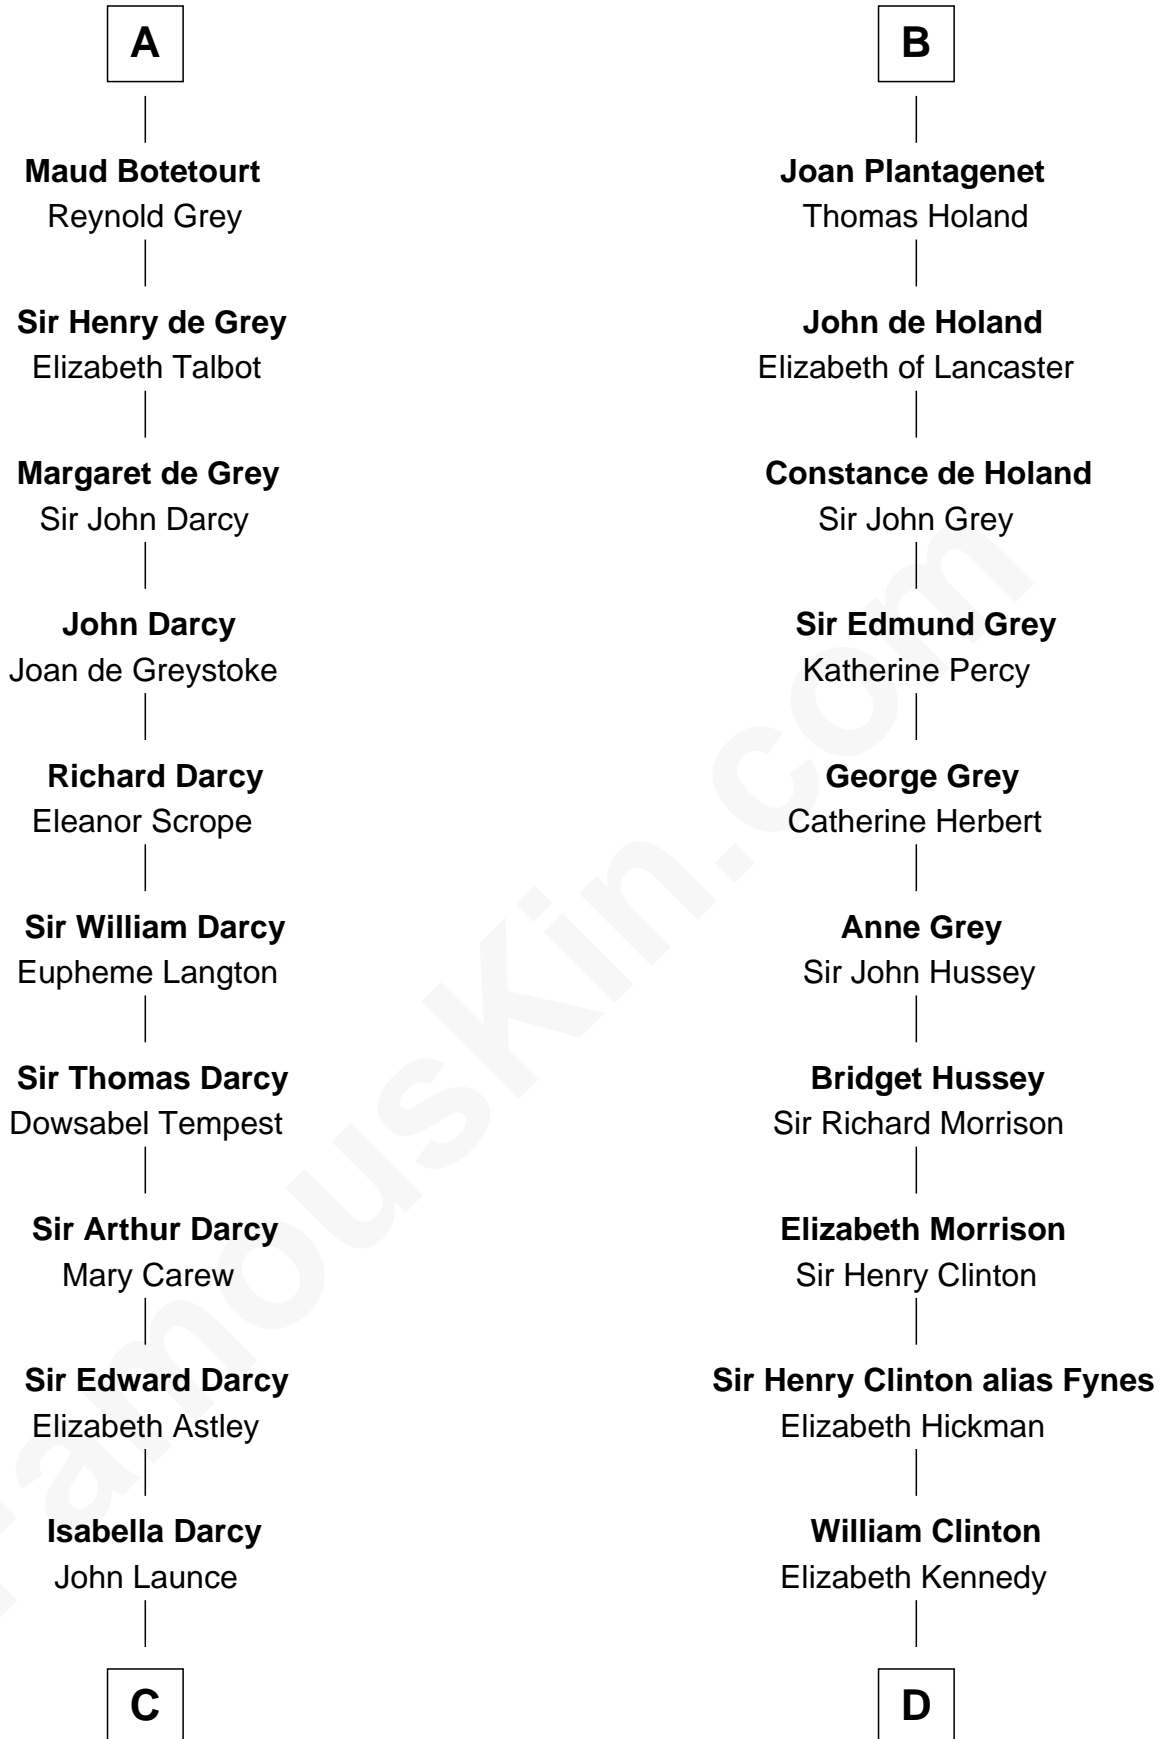 A
Maud Botetourt
Reynold Grey
Sir Henry de Grey
Elizabeth Talbot
Margaret de Grey
Sir John Darcy
John Darcy
Joan de Greystoke
Richard Darcy
Eleanor Scrope
Sir William Darcy
Eupheme Langton
Sir Thomas Darcy
Dowsabel Tempest
Sir Arthur Darcy
Mary Carew
Sir Edward Darcy
Elizabeth Astley
Isabella Darcy
John Launce
C
B
Joan Plantagenet
Thomas Holand
John de Holand
Elizabeth of Lancaster
Constance de Holand
Sir John Grey
Sir Edmund Grey
Katherine Percy
George Grey
Catherine Herbert
Anne Grey
Sir John Hussey
Bridget Hussey
Sir Richard Morrison
Elizabeth Morrison
Sir Henry Clinton
Sir Henry Clinton alias Fynes
Elizabeth Hickman
William Clinton
Elizabeth Kennedy
D
FamousKin.com